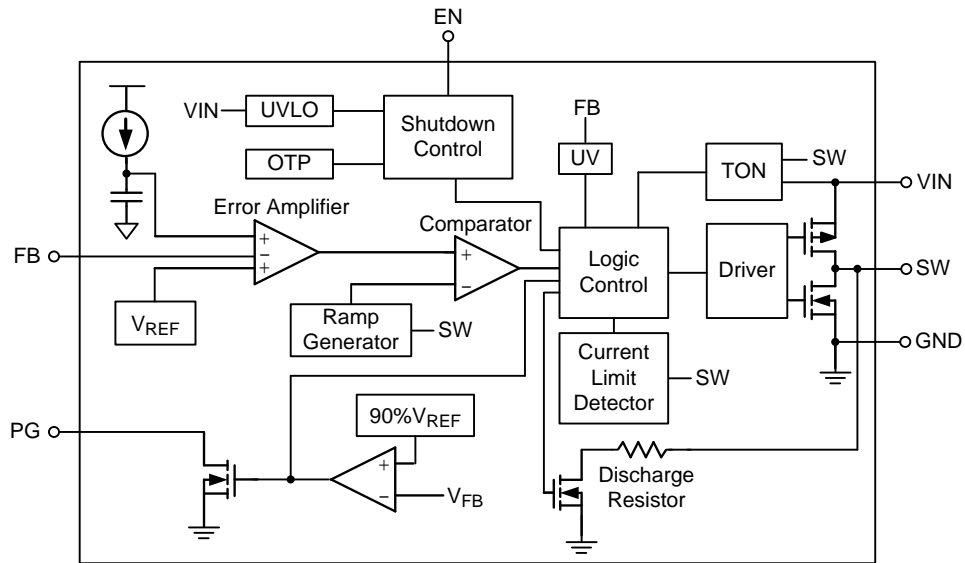 EN
VIN
UVLO
Shutdown
Control
OTP
FB
UV
TON
SW
VIN
Error Amplifier
Comparator
FB
+
−
+
+
−
Logic
Control
Driver
SW
VREF
Ramp
Generator
SW
GND
Current
Limit
Detector
SW
90%VREF
PG
+
−
VFB
Discharge
Resistor